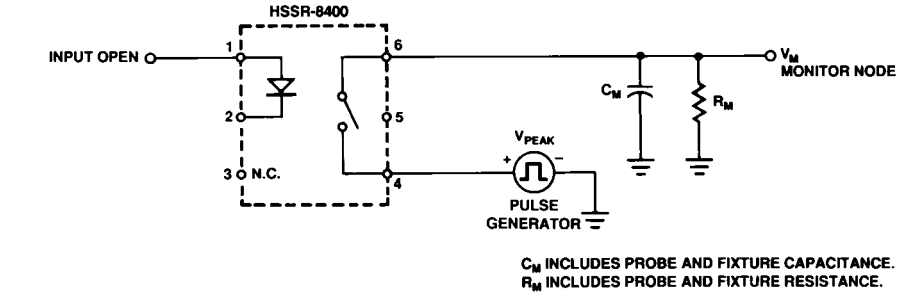 HSSR-8400
INPUT OPEN
1
6
V_M
MONITOR NODE
C_M
R_M
2
5
V_PEAK
3 N.C.
4
+
–
PULSE
GENERATOR
C_M INCLUDES PROBE AND FIXTURE CAPACITANCE.
R_M INCLUDES PROBE AND FIXTURE RESISTANCE.